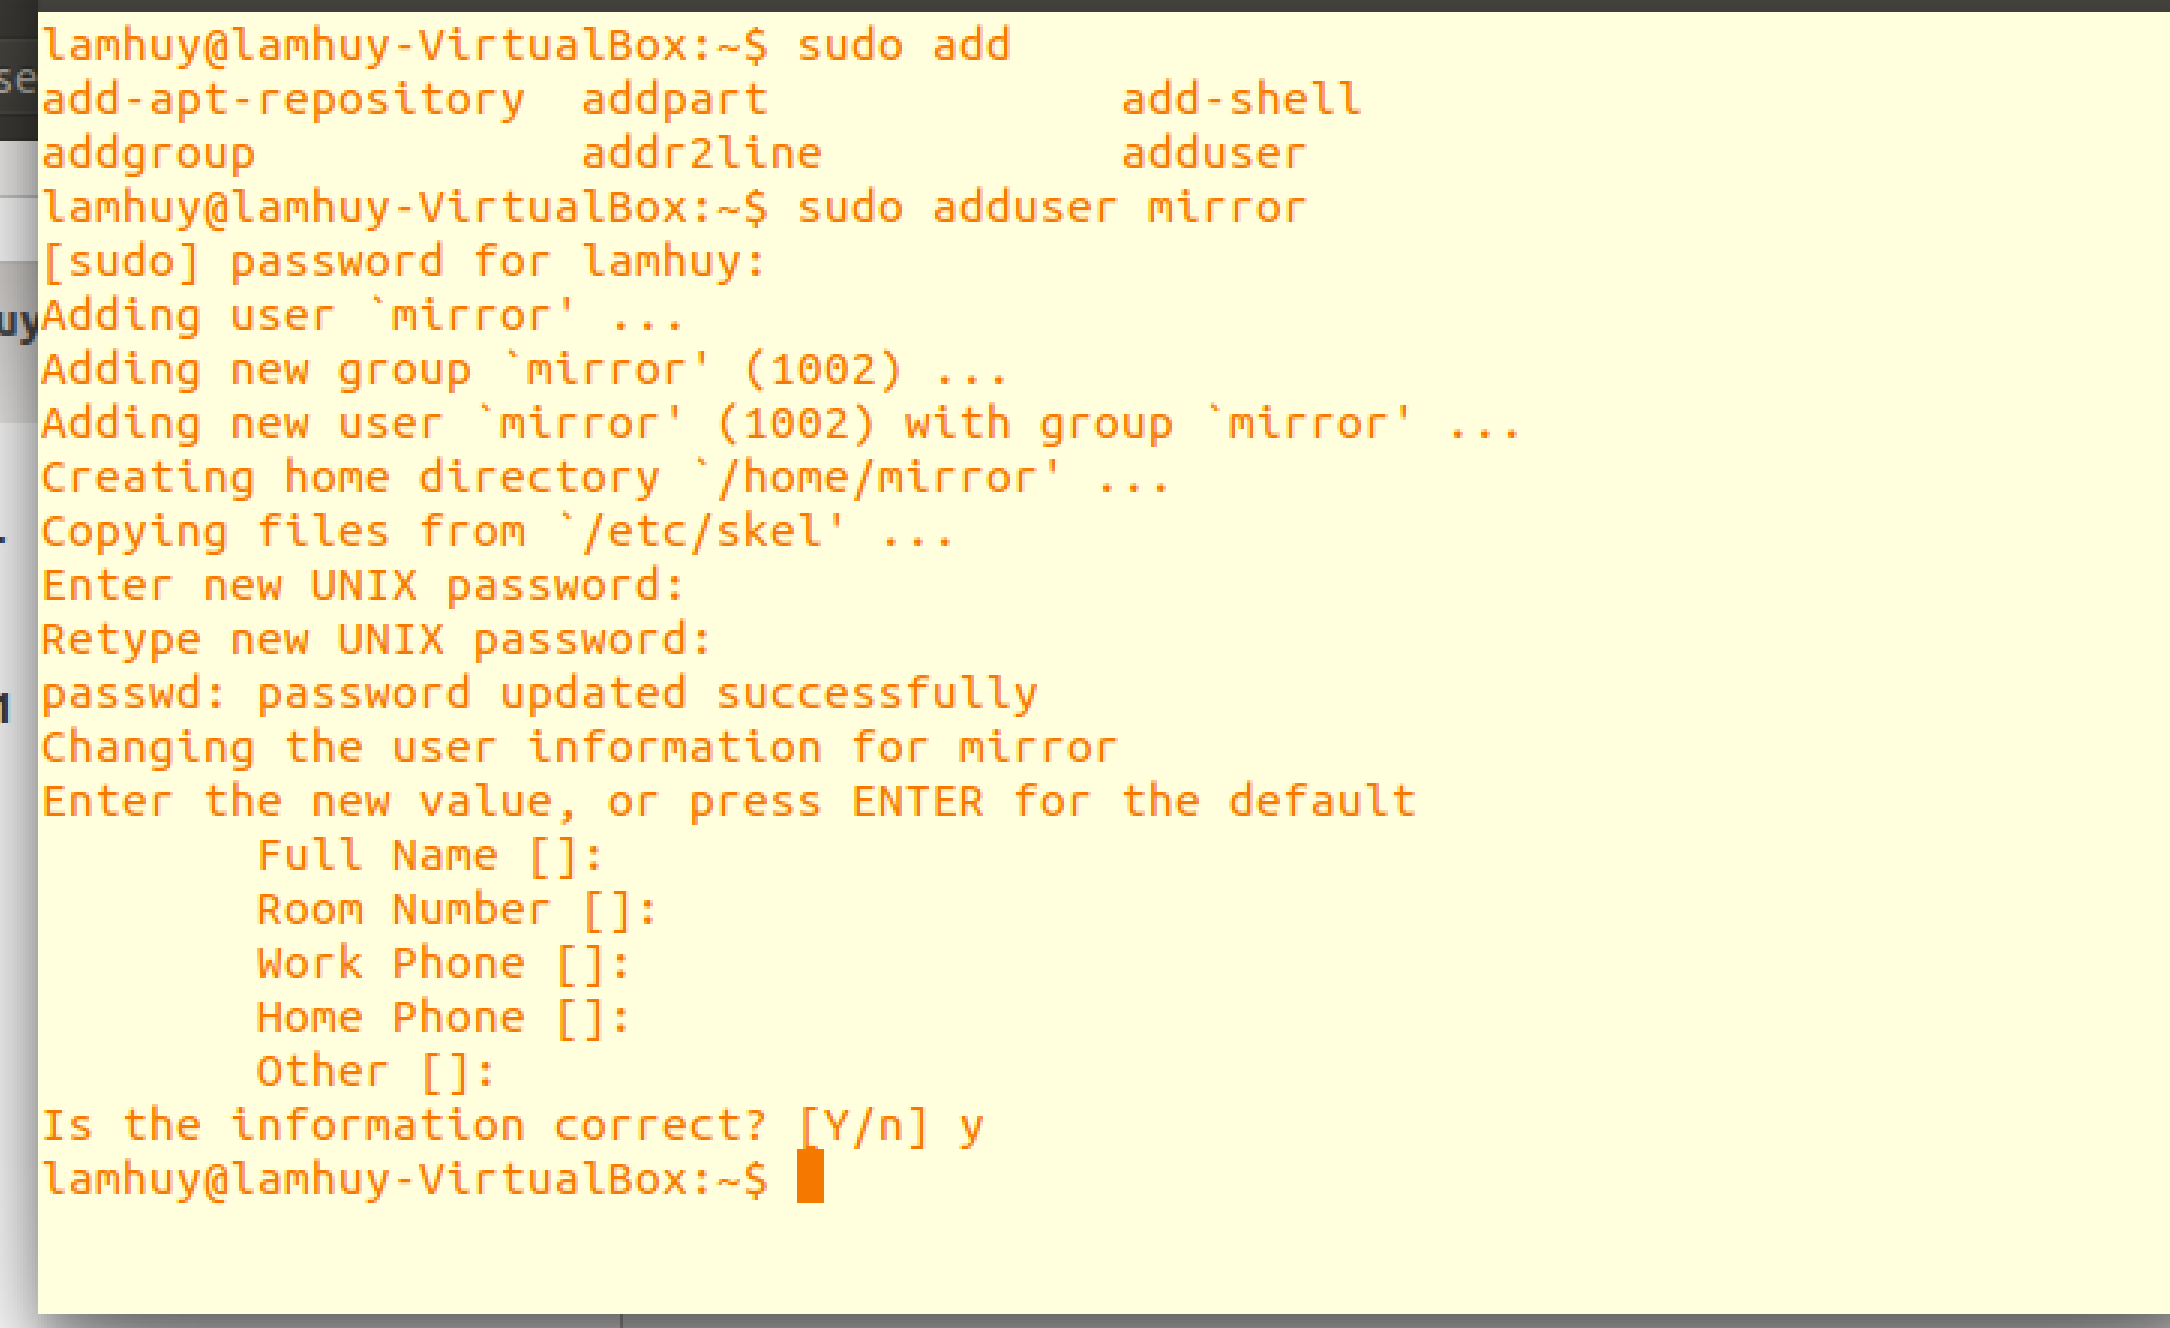 lamhuy@lamhuy-VirtualBox:~$ sudo add
add-apt-repository  addpart             add-shell
addgroup            addr2line           adduser
lamhuy@lamhuy-VirtualBox:~$ sudo adduser mirror
[sudo] password for lamhuy:
Adding user `mirror' ...
Adding new group `mirror' (1002) ...
Adding new user `mirror' (1002) with group `mirror' ...
Creating home directory `/home/mirror' ...
Copying files from `/etc/skel' ...
Enter new UNIX password:
Retype new UNIX password:
passwd: password updated successfully
Changing the user information for mirror
Enter the new value, or press ENTER for the default
        Full Name []:
        Room Number []:
        Work Phone []:
        Home Phone []:
        Other []:
Is the information correct? [Y/n] y
lamhuy@lamhuy-VirtualBox:~$